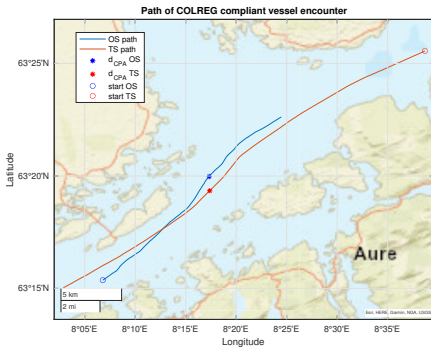 Path of COLREG compliant vessel encounter
OS path
TS path
d_CPA OS
d_CPA TS
start OS
start TS
63°25'N
63°20'N
63°15'N
Latitude
Aure
5 km
2 mi
Esri, HERE, Garmin, NGA, USGS
8°05'E
8°10'E
8°15'E
8°20'E
8°25'E
8°30'E
8°35'E
Longitude